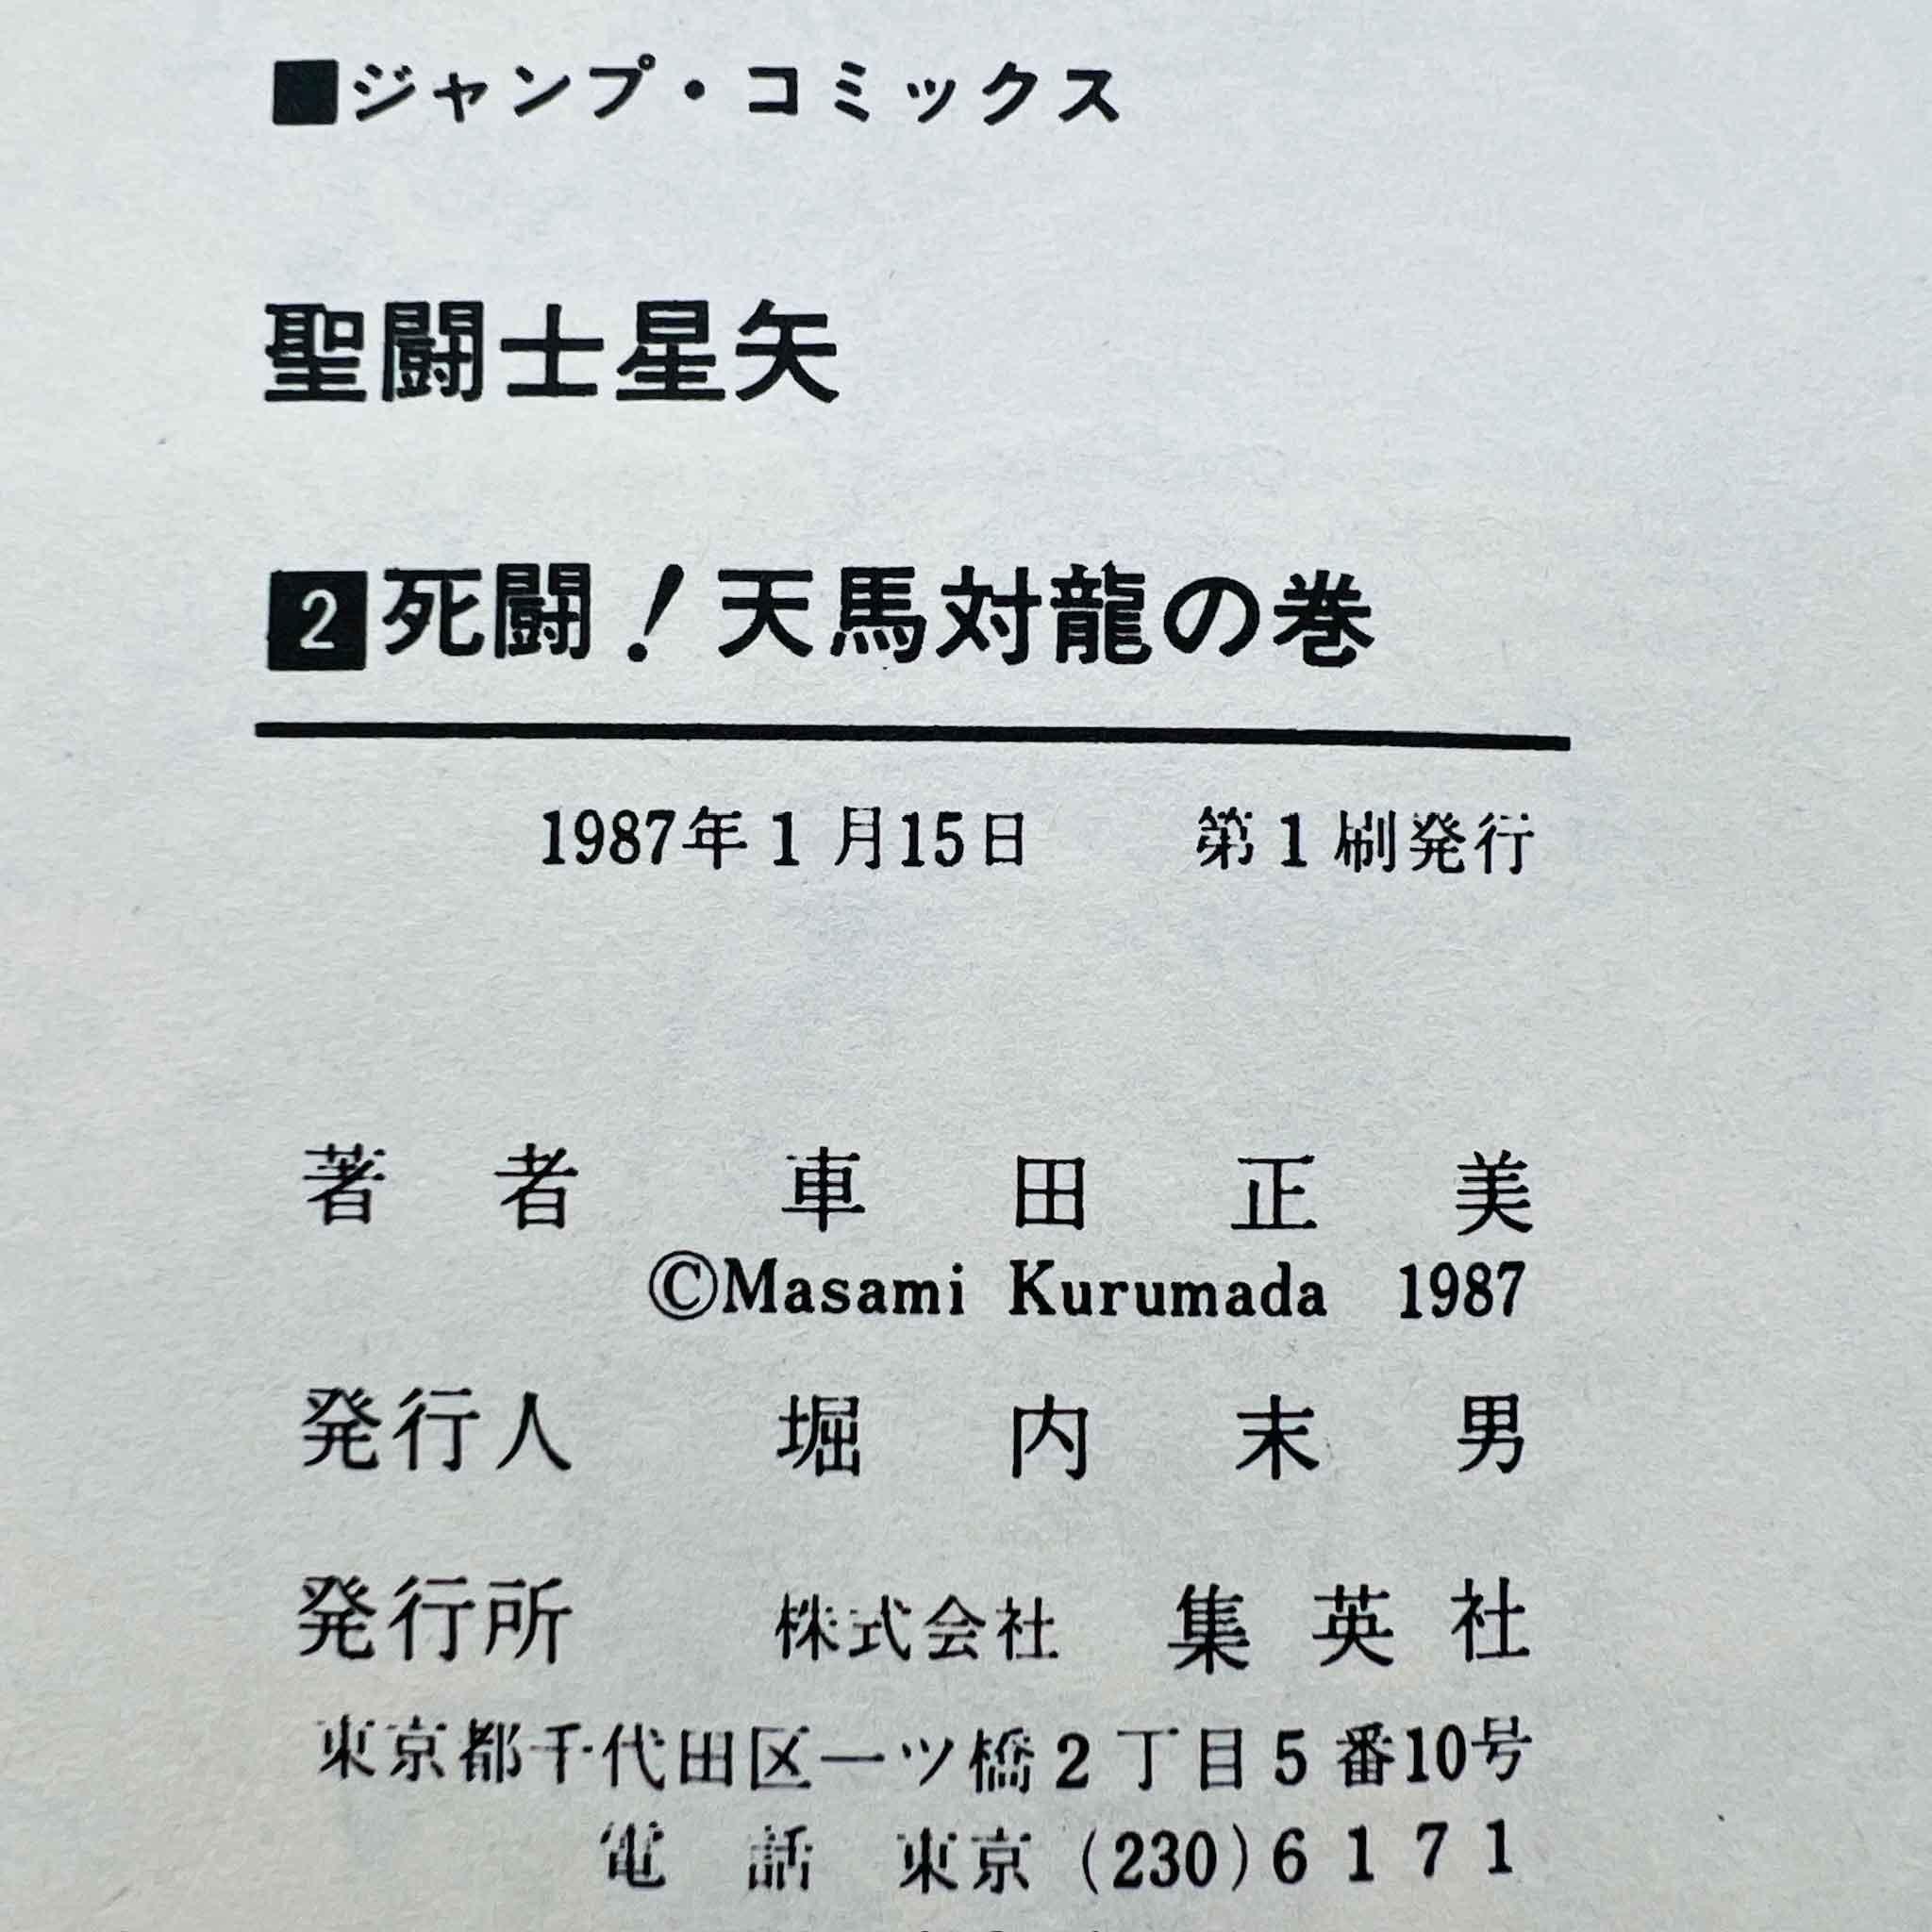 ■ジャンプ・コミックス
聖闘士星矢
2死闘!天馬対龍の巻
1987年1月15日 第1刷発行
著者 車田正美
©Masami Kurumada 1987
発行人 堀内末男
発行所 株式会社 集英社
東京都千代田区一ツ橋2丁目5番10号
電話 東京(230)6171